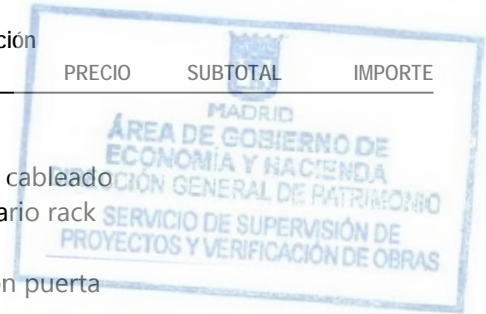 ción
PRECIO SUBTOTAL IMPORTE
MADRID
ÁREA DE GOBIERNO DE
ECONOMÍA Y HACIENDA
cableado
DIRECCIÓN GENERAL DE PATRIMONIO
ario rack
SERVICIO DE SUPERVISIÓN DE
PROYECTOS Y VERIFICACIÓN DE OBRAS
n puerta